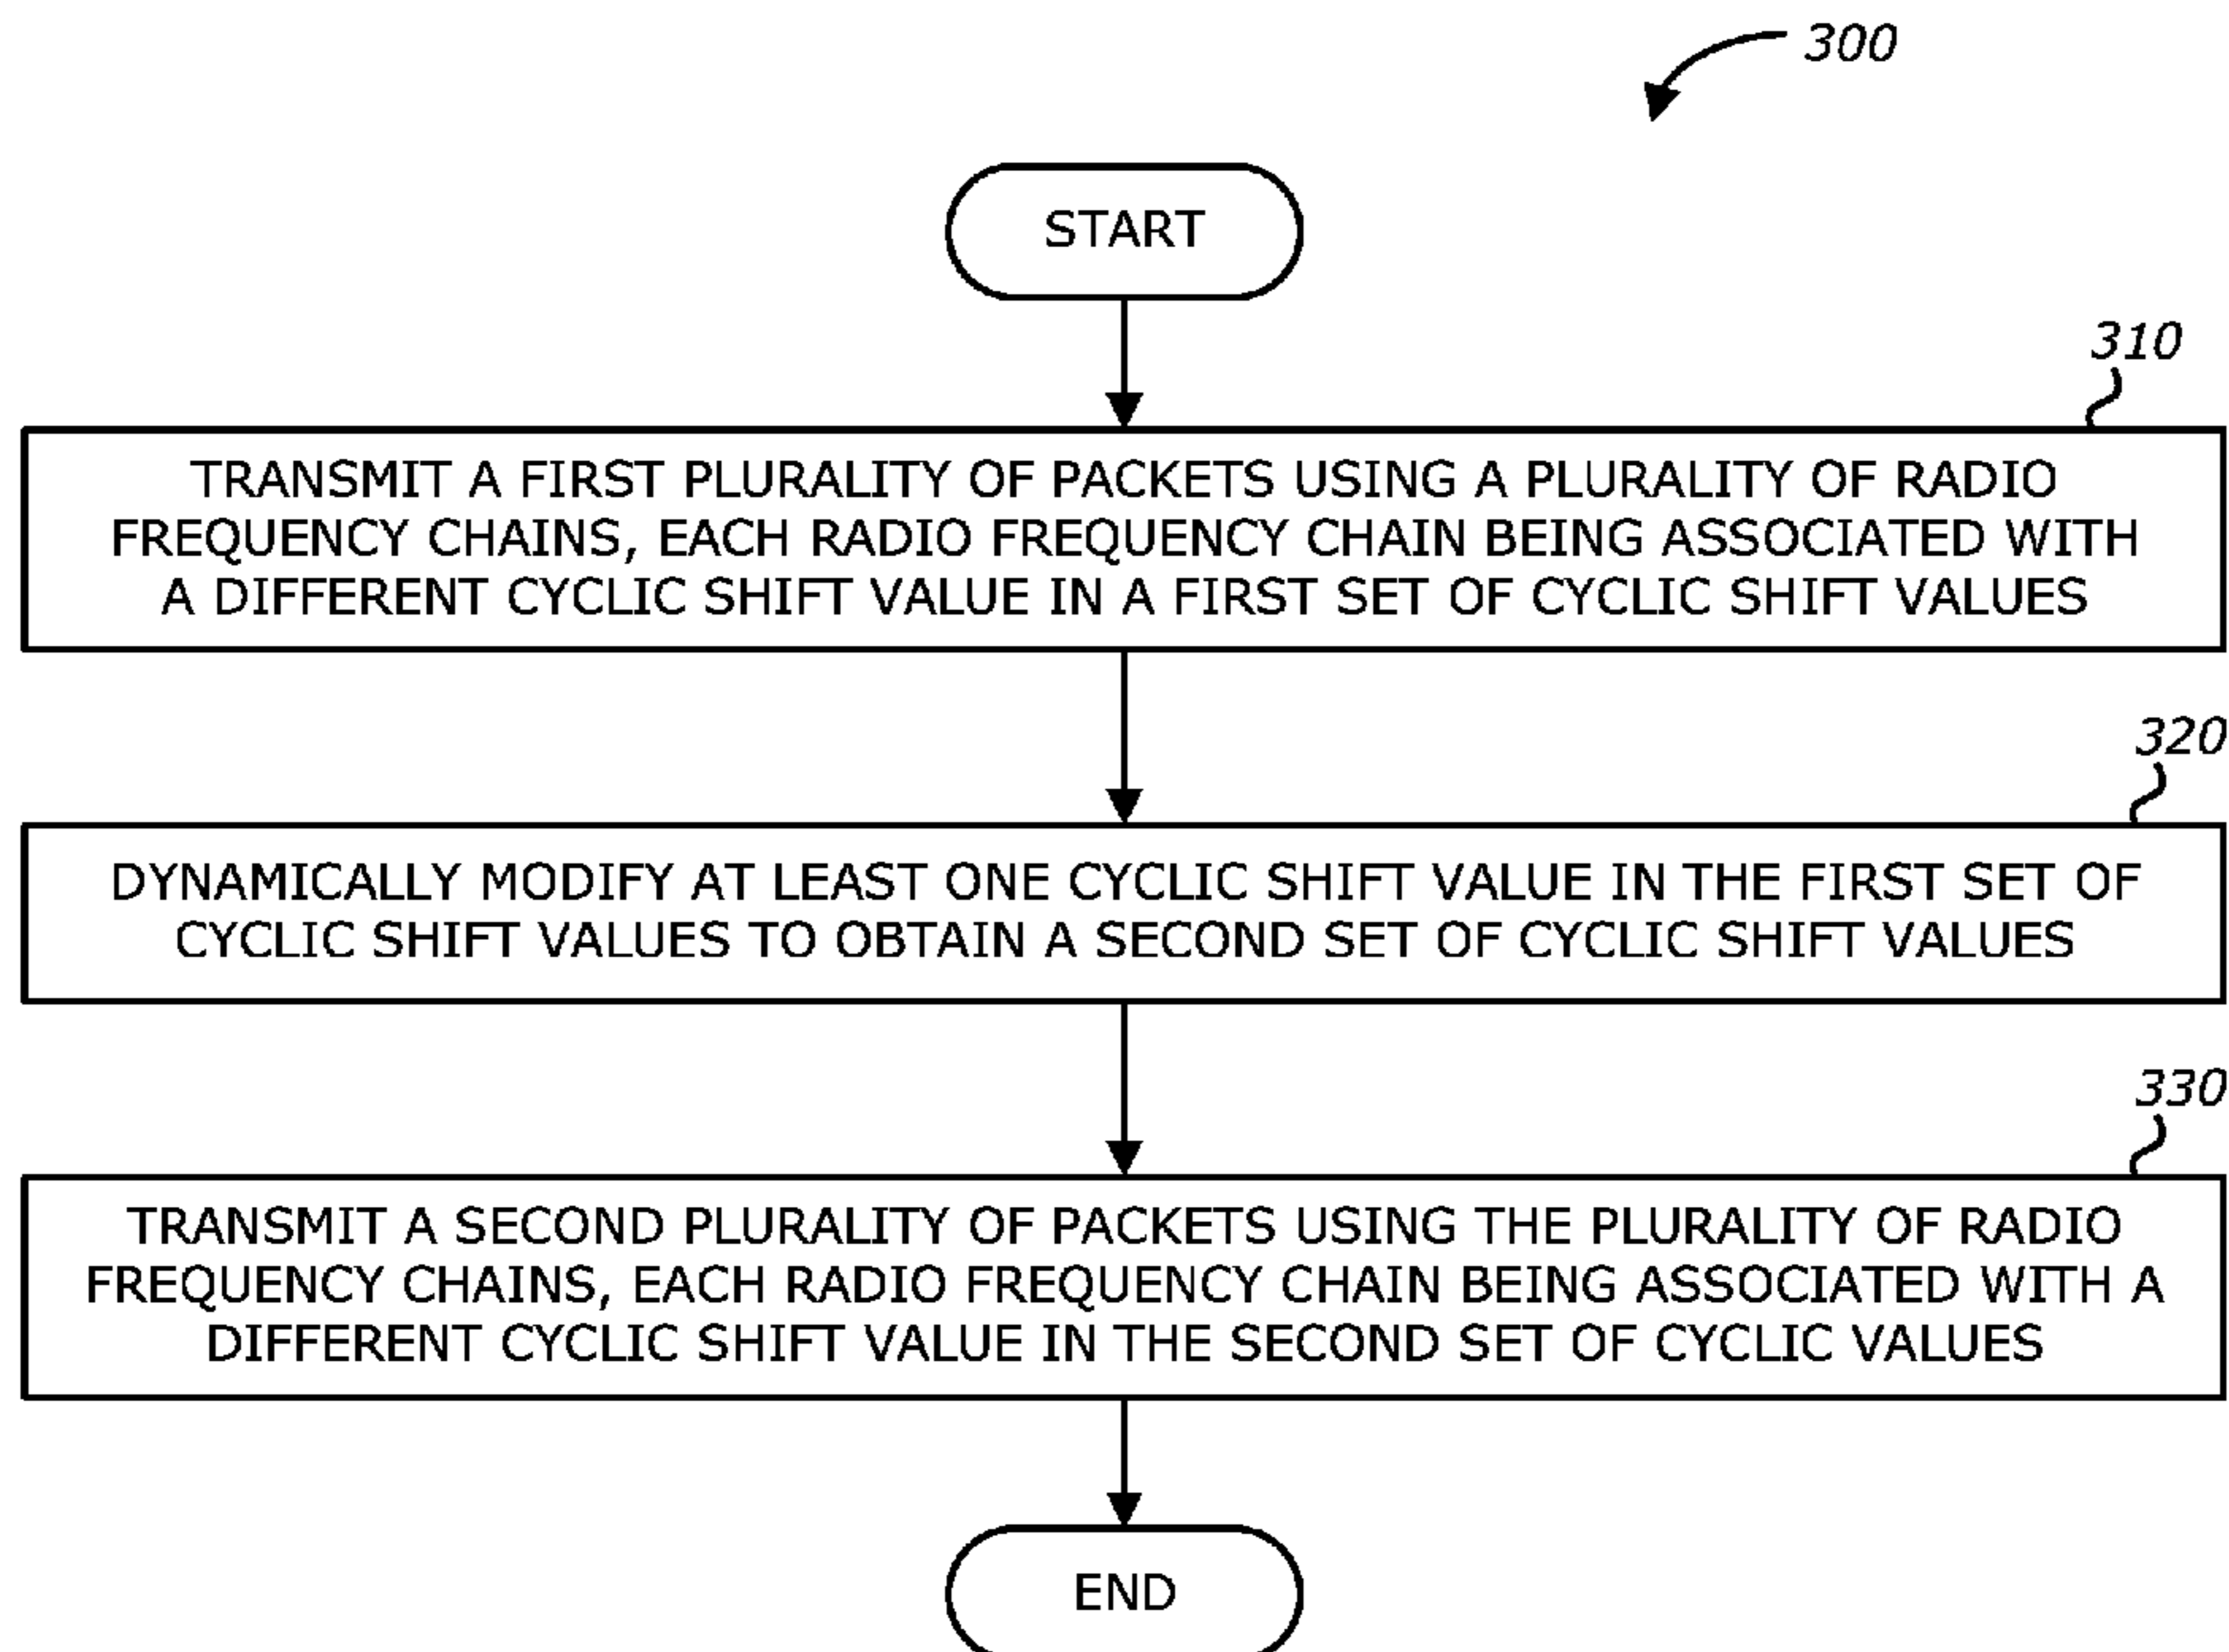 300
START
310
TRANSMIT A FIRST PLURALITY OF PACKETS USING A PLURALITY OF RADIO
FREQUENCY CHAINS, EACH RADIO FREQUENCY CHAIN BEING ASSOCIATED WITH
A DIFFERENT CYCLIC SHIFT VALUE IN A FIRST SET OF CYCLIC SHIFT VALUES
320
DYNAMICALLY MODIFY AT LEAST ONE CYCLIC SHIFT VALUE IN THE FIRST SET OF
CYCLIC SHIFT VALUES TO OBTAIN A SECOND SET OF CYCLIC SHIFT VALUES
330
TRANSMIT A SECOND PLURALITY OF PACKETS USING THE PLURALITY OF RADIO
FREQUENCY CHAINS, EACH RADIO FREQUENCY CHAIN BEING ASSOCIATED WITH A
DIFFERENT CYCLIC SHIFT VALUE IN THE SECOND SET OF CYCLIC VALUES
END